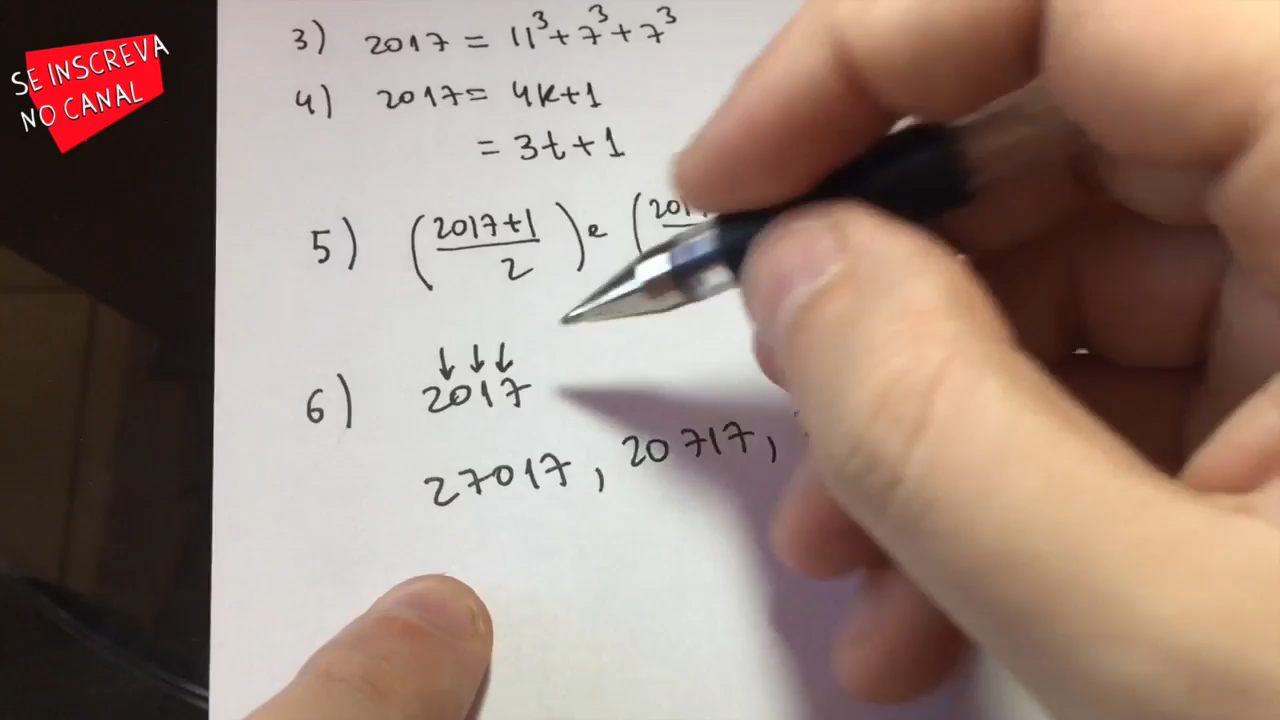 SE INSCREVA
NO CANAL
3) 2017 = 11³+7³+7³
4) 2017= 4k+1
= 3t+1
5) (2017+1/2) e (201
6) 2017
27017, 20717,